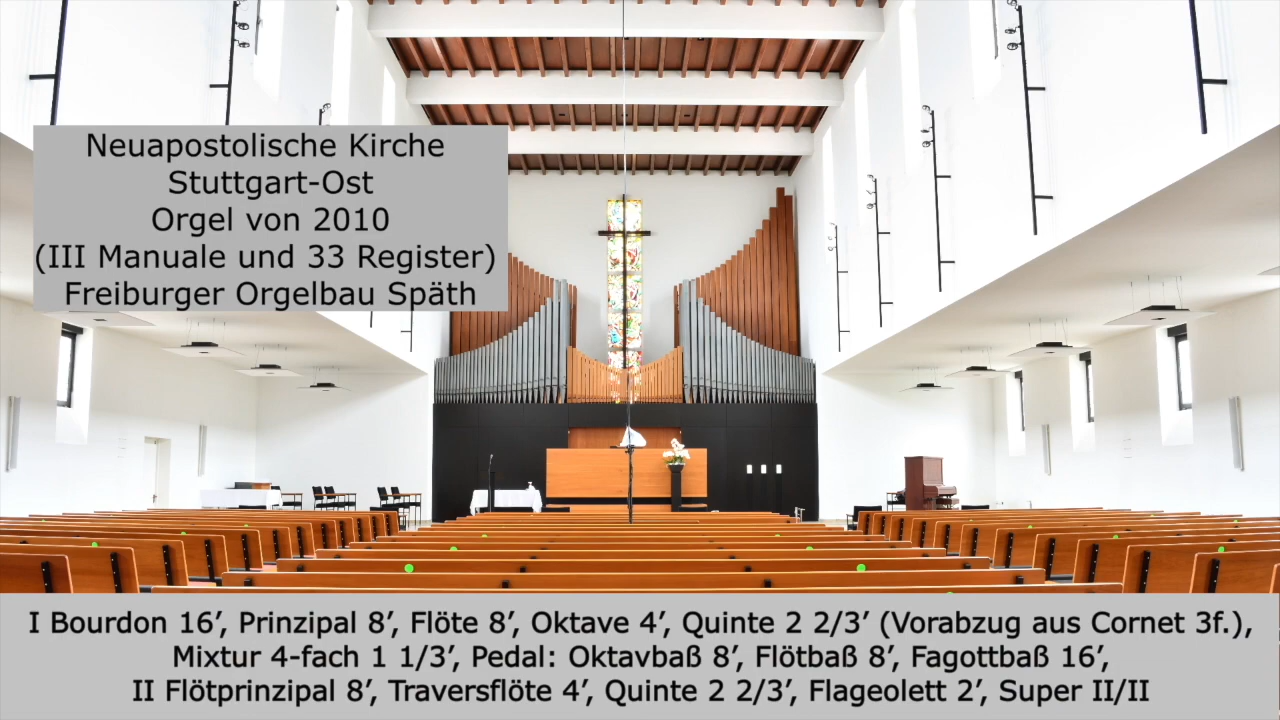 Neuapostolische Kirche
Stuttgart-Ost
Orgel von 2010
(III Manuale und 33 Register)
Freiburger Orgelbau Späth
I Bourdon 16’, Prinzipal 8’, Flöte 8’, Oktave 4’, Quinte 2 2/3’ (Vorabzug aus Cornet 3f.),
Mixtur 4-fach 1 1/3’, Pedal: Oktavbaß 8’, Flötbaß 8’, Fagottbaß 16’,
II Flötprinzipal 8’, Traversflöte 4’, Quinte 2 2/3’, Flageolett 2’, Super II/II